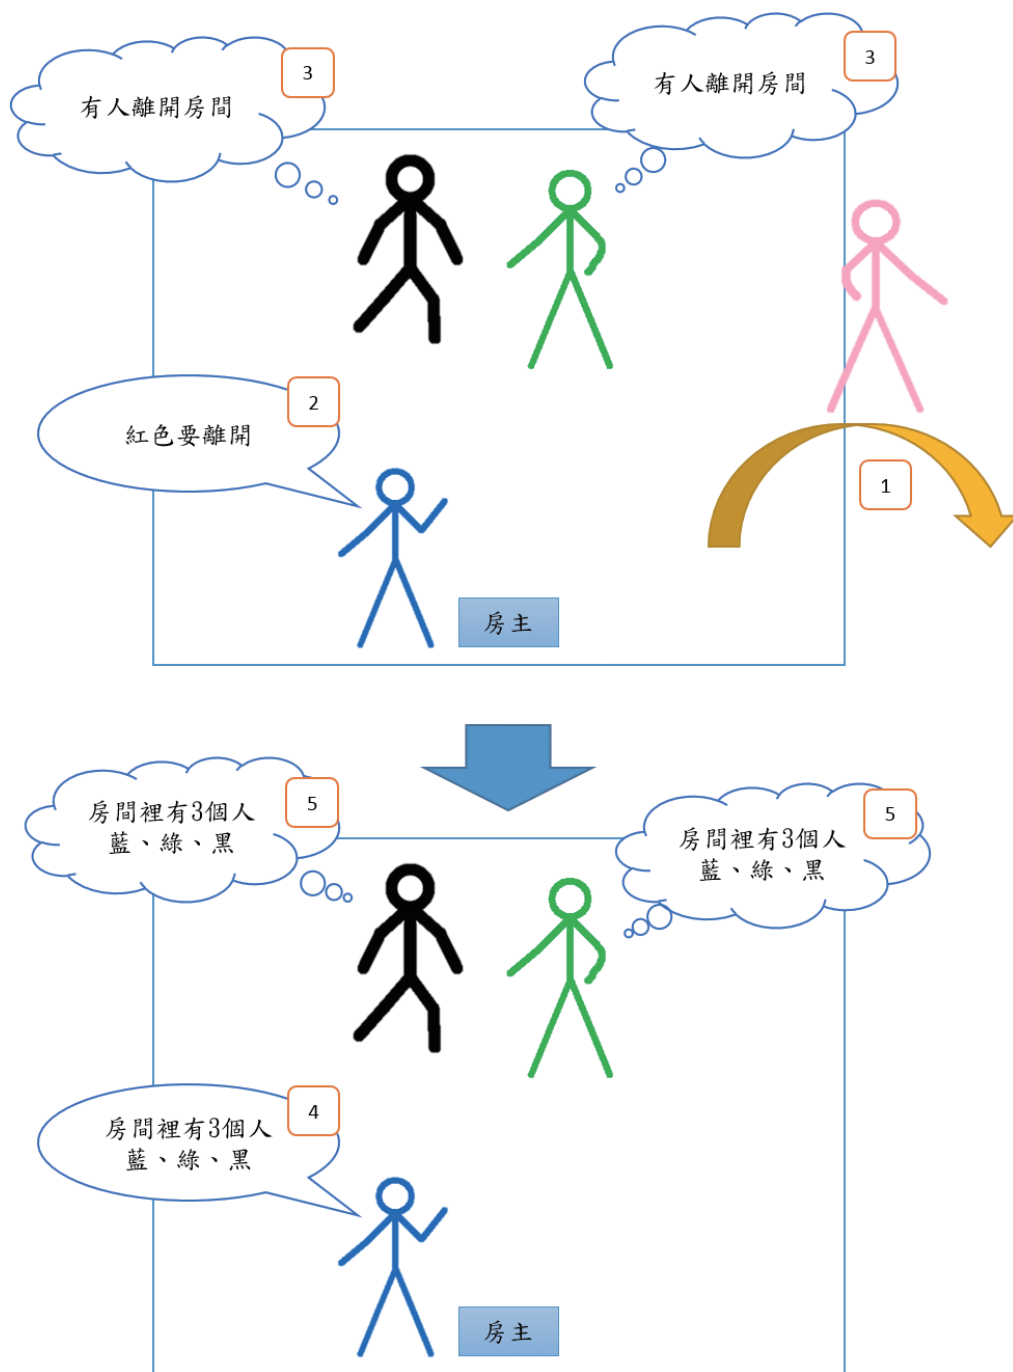 有人離開房間
3
有人離開房間
3
紅色要離開
2
1
房主
房間裡有3個人
藍、綠、黑
5
房間裡有3個人
藍、綠、黑
5
房間裡有3個人
藍、綠、黑
4
房主